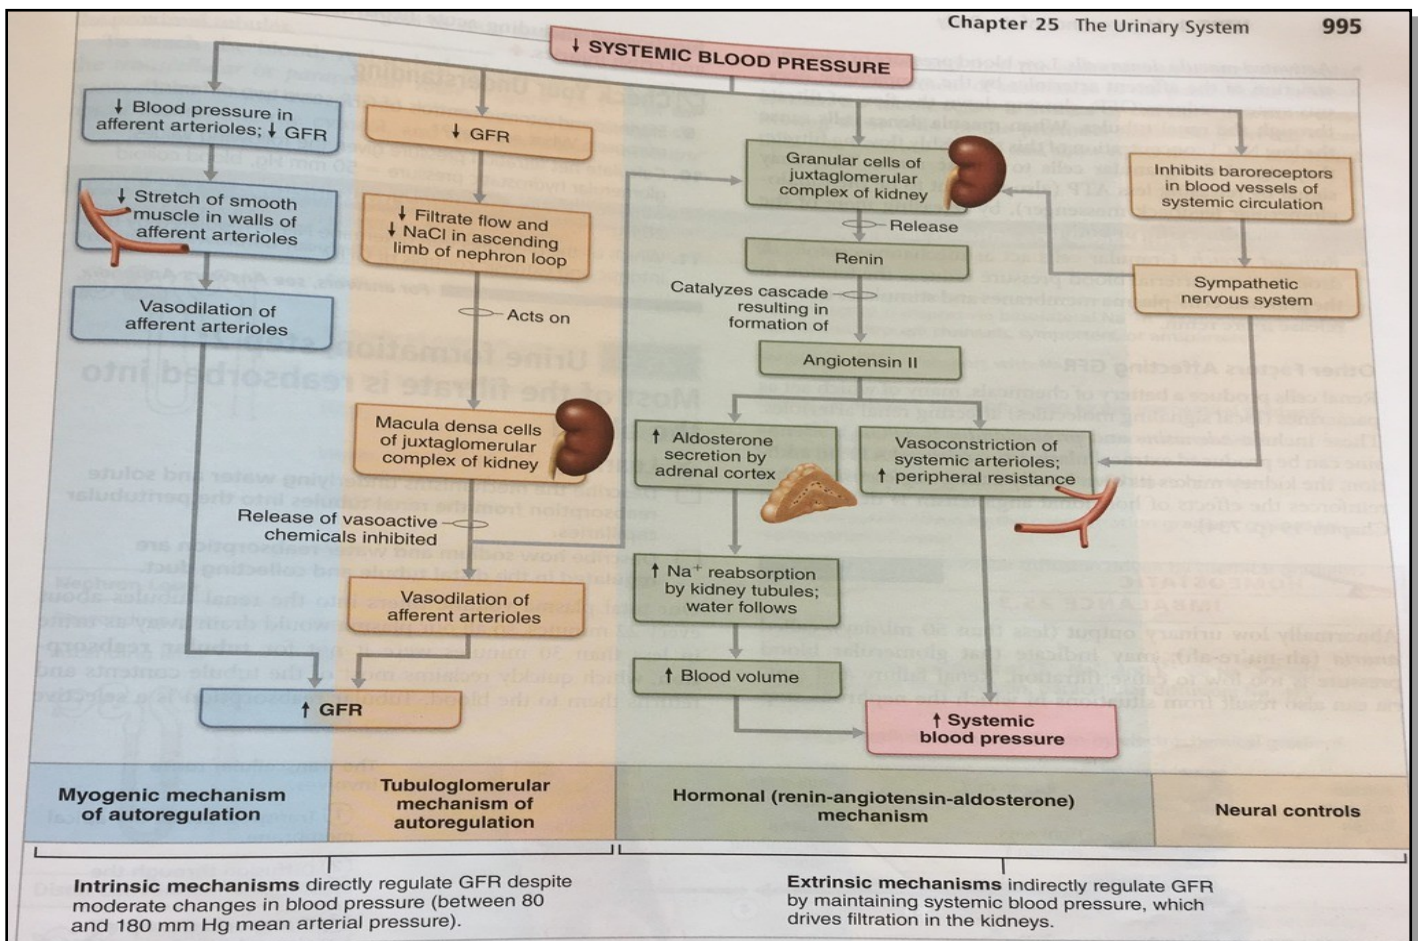 Chapter 25 The Urinary System 995
↓ SYSTEMIC BLOOD PRESSURE
↓ Blood pressure in
afferent arterioles; ↓ GFR
↓ Stretch of smooth
muscle in walls of
afferent arterioles
Vasodilation of
afferent arterioles
↓ GFR
↓ Filtrate flow and
↓ NaCl in ascending
limb of nephron loop
Acts on
Macula densa cells
of juxtaglomerular
complex of kidney
Release of vasoactive
chemicals inhibited
Vasodilation of
afferent arterioles
↑ GFR
Granular cells of
juxtaglomerular
complex of kidney
Release
Renin
Catalyzes cascade
resulting in
formation of
Angiotensin II
↑ Aldosterone
secretion by
adrenal cortex
↑ Na+ reabsorption
by kidney tubules;
water follows
↑ Blood volume
Vasoconstriction of
systemic arterioles;
↑ peripheral resistance
↑ Systemic
blood pressure
Inhibits baroreceptors
in blood vessels of
systemic circulation
Sympathetic
nervous system
Myogenic mechanism
of autoregulation
Tubuloglomerular
mechanism of
autoregulation
Hormonal (renin-angiotensin-aldosterone)
mechanism
Neural controls
Intrinsic mechanisms directly regulate GFR despite
moderate changes in blood pressure (between 80
and 180 mm Hg mean arterial pressure).
Extrinsic mechanisms indirectly regulate GFR
by maintaining systemic blood pressure, which
drives filtration in the kidneys.